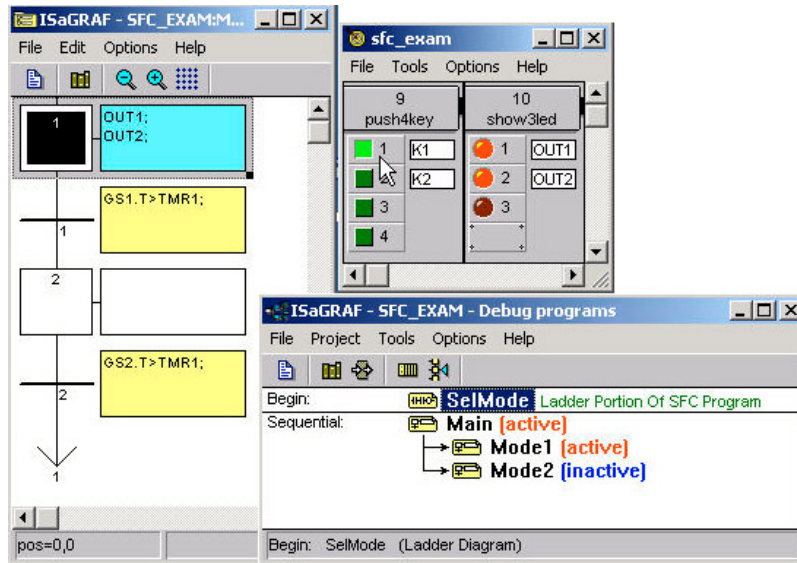 ISaGRAF - SFC_EXAM:M...
File Edit Options Help
1
OUT1;
OUT2;
GS1.T>TMR1;
1
2
GS2.T>TMR1;
2
1
pos=0,0
sfc_exam
File Tools Options Help
9
push4key
10
show3led
1 K1
1 OUT1
K2
2 OUT2
3
3
4
ISaGRAF - SFC_EXAM - Debug programs
File Project Tools Options Help
Begin: SelMode Ladder Portion Of SFC Program
Sequential: Main (active)
Mode1 (active)
Mode2 (inactive)
Begin: SelMode (Ladder Diagram)